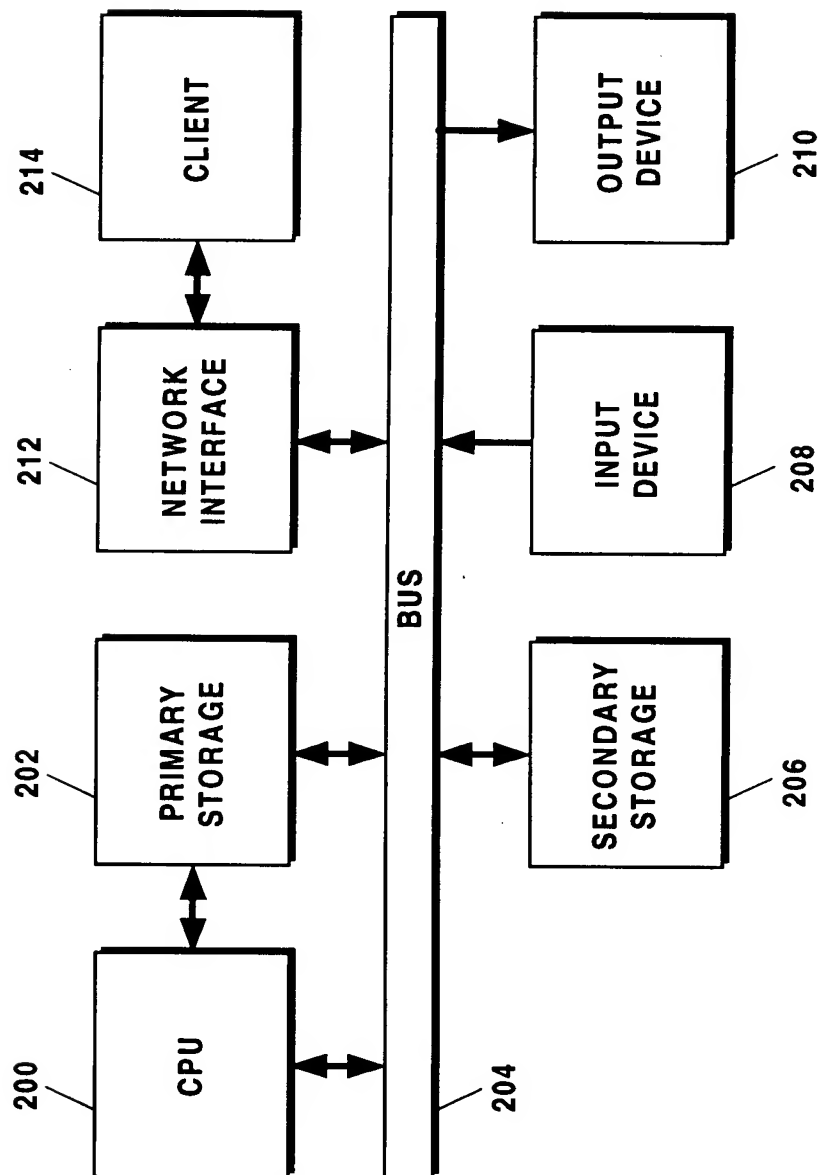 200
202
212
214
CPU
PRIMARY
STORAGE
NETWORK
INTERFACE
CLIENT
BUS
204
SECONDARY
STORAGE
INPUT
DEVICE
OUTPUT
DEVICE
206
208
210